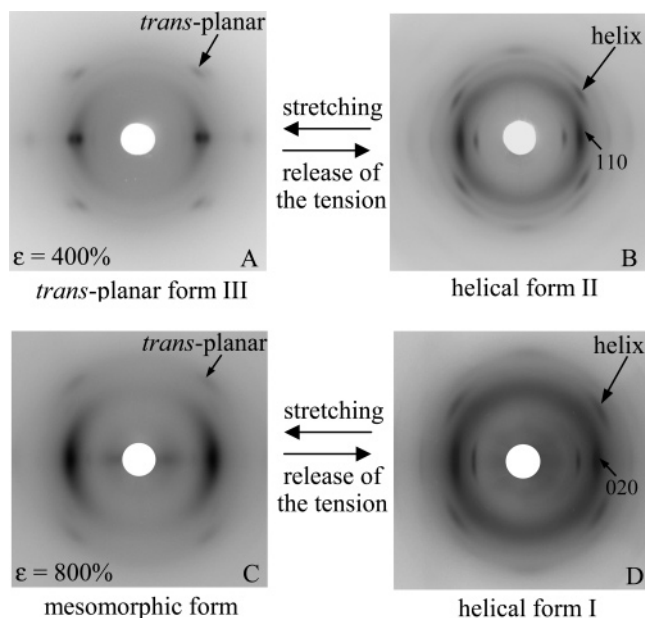 trans-planar
helix
stretching
release of
the tension
110
ε = 400%
A
B
trans-planar form III
helical form II
trans-planar
helix
stretching
release of
the tension
020
ε = 800%
C
D
mesomorphic form
helical form I